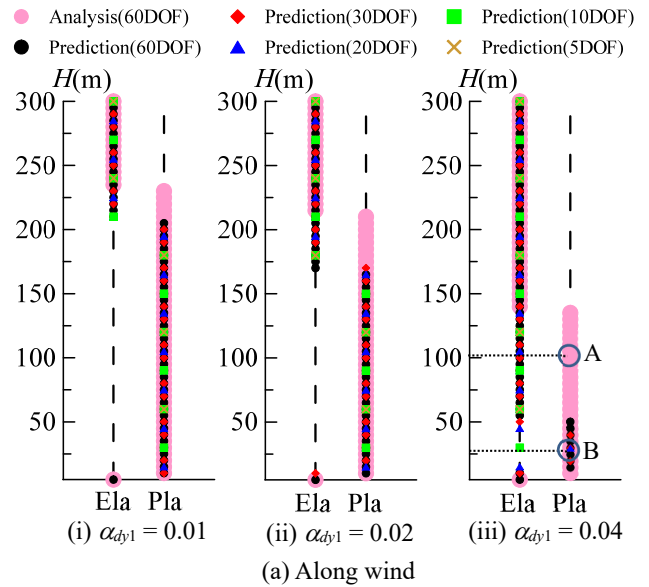 Analysis(60DOF) Prediction(30DOF) Prediction(10DOF)
Prediction(60DOF) Prediction(20DOF) Prediction(5DOF)
H(m) H(m) H(m)
300 300 300
250 250 250
200 200 200
150 150 150
100 100 100 A
50 50 50 B
Ela Pla Ela Pla Ela Pla
(i) αdy1 = 0.01 (ii) αdy1 = 0.02 (iii) αdy1 = 0.04
(a) Along wind